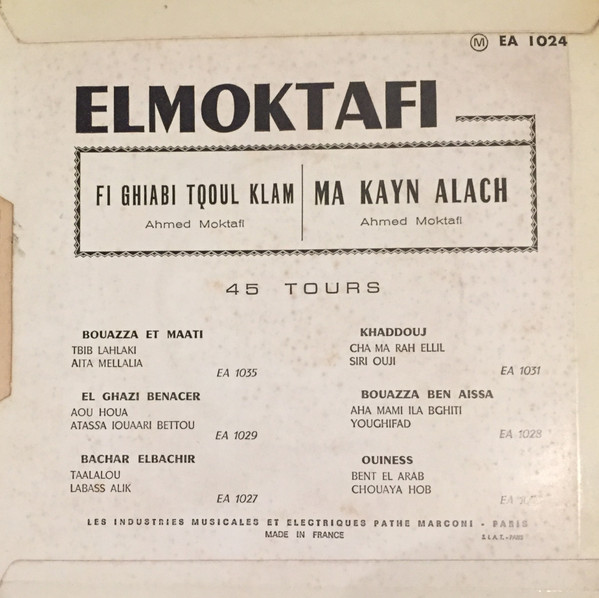 Ⓜ EA 1024
ELMOKTAFI
FI GHIABI TQOUL KLAM
Ahmed Moktafi
MA KAYN ALACH
Ahmed Moktafi
45 TOURS
BOUAZZA ET MAATI
TBIB LAHLAKI
AITA MELLALIA
EA 1035
EL GHAZI BENACER
AOU HOUA
ATASSA IOUAARI BETTOU
EA 1029
BACHAR ELBACHIR
TAALALOU
LABASS ALIK
EA 1027
KHADDOUJ
CHA MA RAH ELLIL
SIRI OUJI
EA 1031
BOUAZZA BEN AISSA
AHA MAMI ILA BGHITI
YOUGHIFAD
EA 1028
OUINESS
BENT EL ARAB
CHOUAYA HOB
EA
LES INDUSTRIES MUSICALES ET ELECTRIQUES PATHE MARCONI - PARIS
MADE IN FRANCE